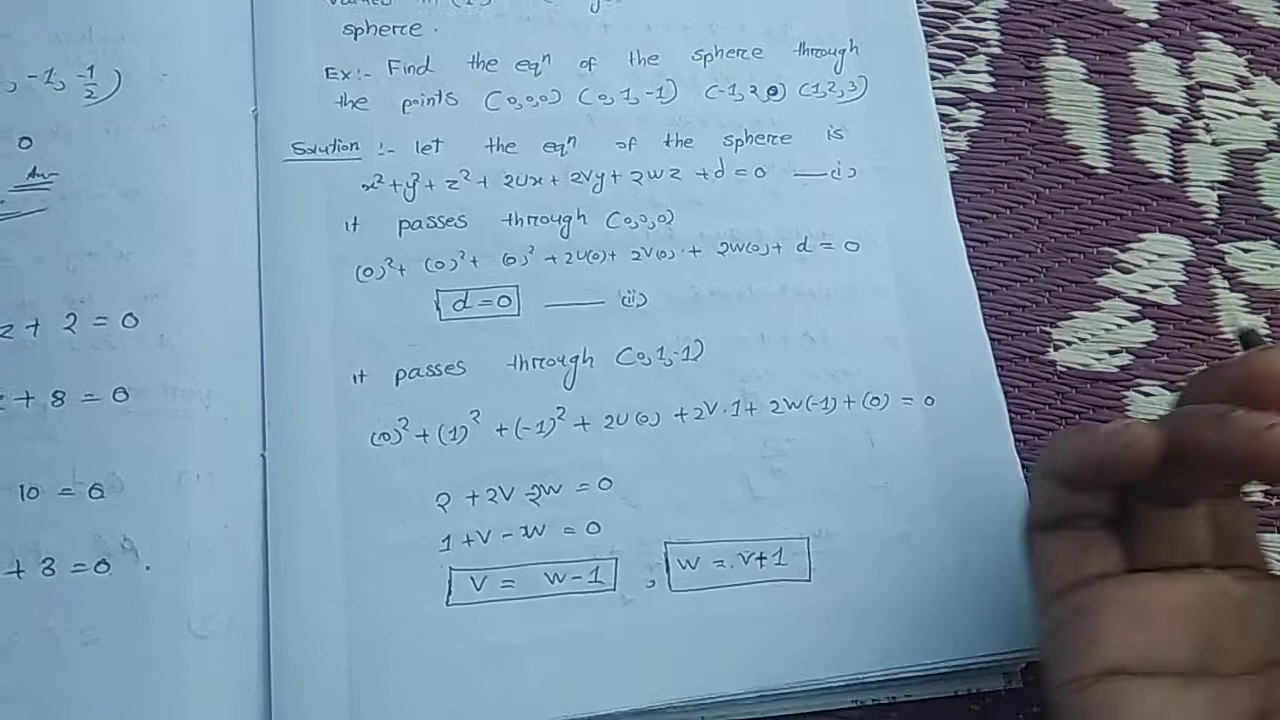 , -1, -1/2)
0
Ans
z + 2 = 0
+ 8 = 0
10 = 0
+ 3 = 0 .
sphere .
Ex:- Find the eqⁿ of the sphere through
the points (0,0,0) (0,1,-1) (-1,2,0) (1,2,3)
Solution :- let the eqⁿ of the sphere is
x² + y² + z² + 2ux + 2vy + 2wz + d = 0 —(i)
it passes through (0,0,0)
(0)² + (0)² + (0)² + 2u(0) + 2v(0) + 2w(0) + d = 0
d = 0 —— (ii)
it passes through (0,1,-1)
(0)² + (1)² + (-1)² + 2u(0) + 2v.1 + 2w(-1) + (0) = 0
2 + 2v - 2w = 0
1 + v - w = 0
v = w - 1 , w = v + 1